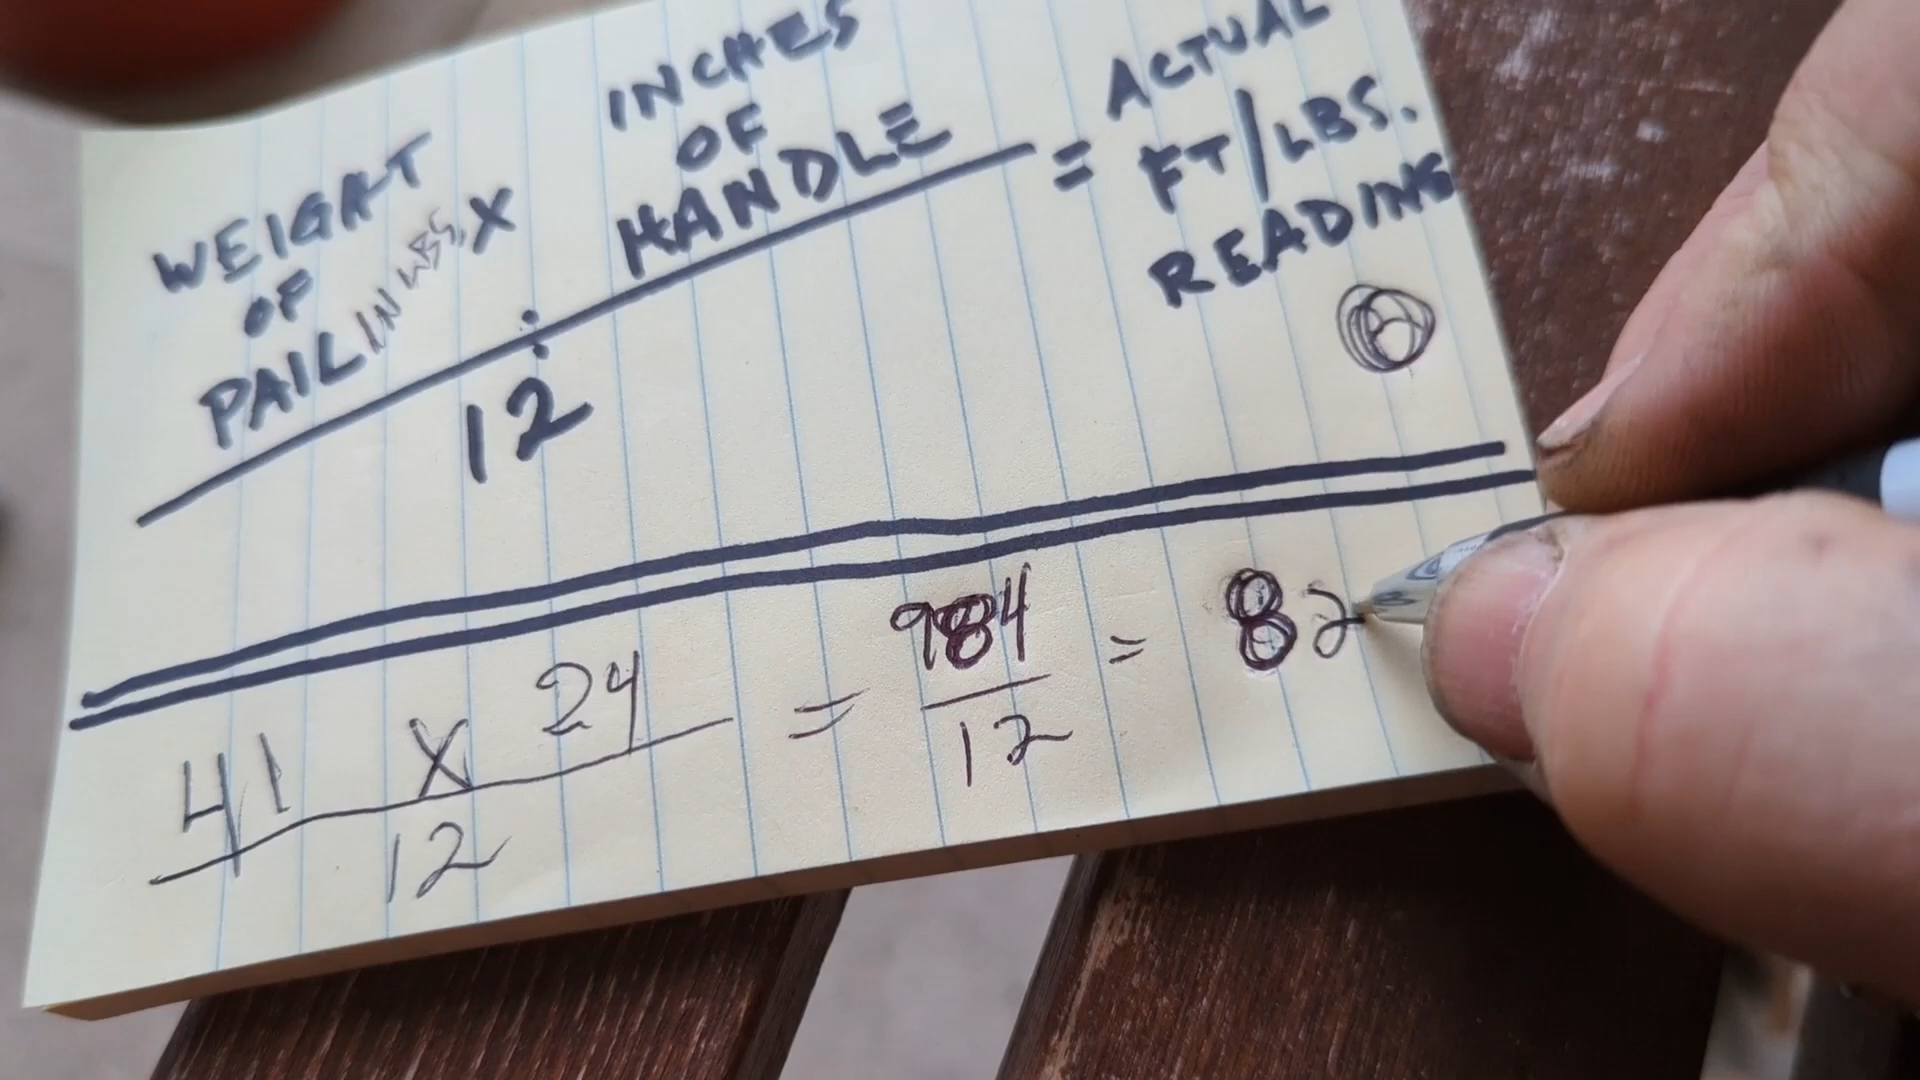 WEIGHT
OF
PAIL IN LBS. X
INCHES
OF
HANDLE
÷
12
=
ACTUAL
FT/LBS.
READING
41 X 24 = 984 = 82
12 12